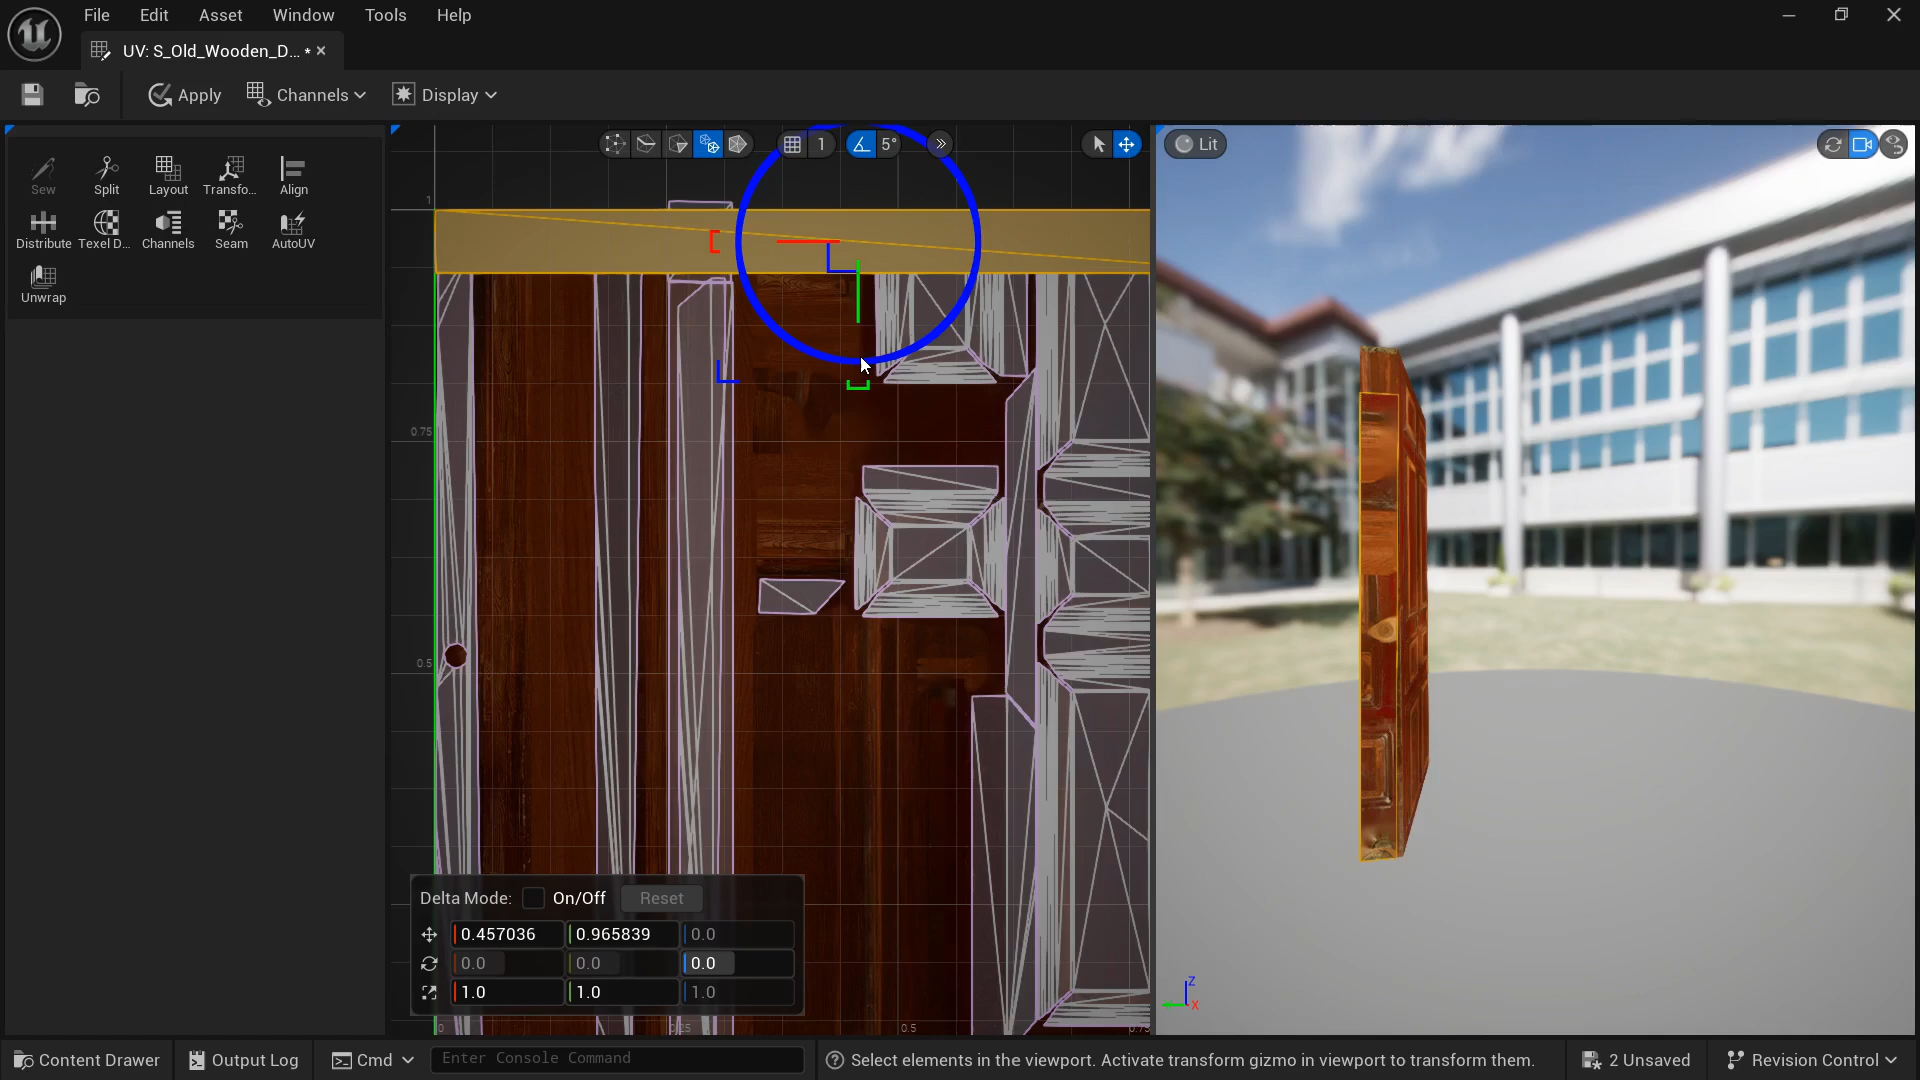 File Edit Asset Window Tools Help
UV: S_Old_Wooden_D... •
Apply Channels Display
1 5° Lit
Sew Split Layout Transfo... Align
Distribute Texel D... Channels Seam AutoUV
Unwrap
1
0.75
0.5
Delta Mode: On/Off Reset
0.457036 0.965839 0.0
0.0 0.0 0.0
1.0 1.0 1.0
0 0.25 0.5 0.75
Z
X
Content Drawer Output Log Cmd Enter Console Command Select elements in the viewport. Activate transform gizmo in viewport to transform them. 2 Unsaved Revision Control